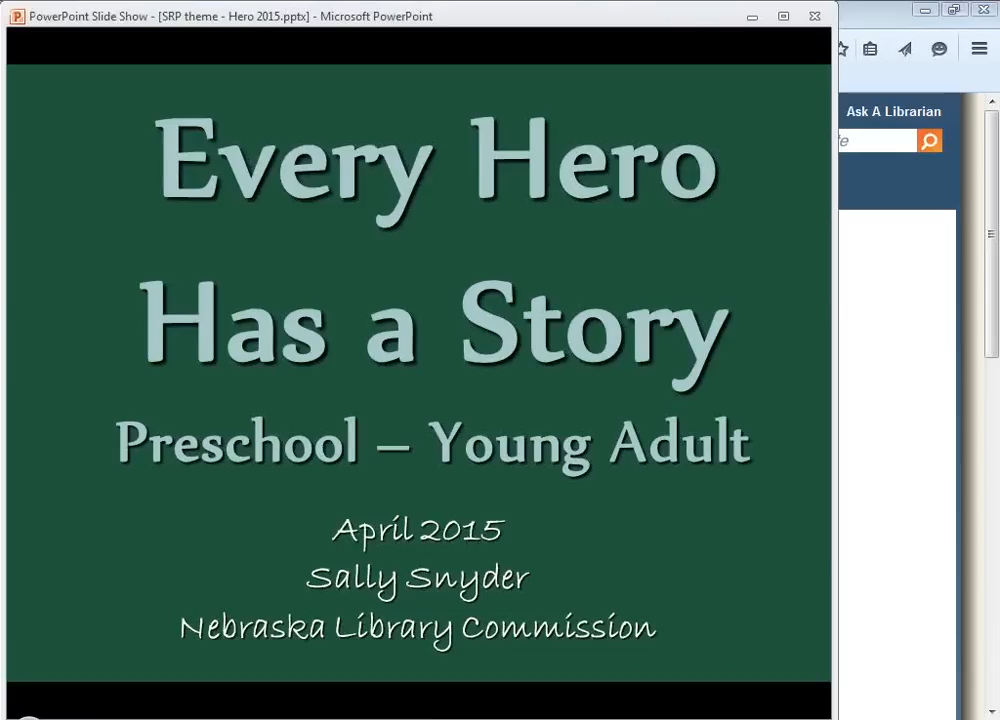 PowerPoint Slide Show - [SRP theme - Hero 2015.pptx] - Microsoft PowerPoint
Ask A Librarian
Every Hero
Has a Story
Preschool – Young Adult
April 2015
Sally Snyder
Nebraska Library Commission